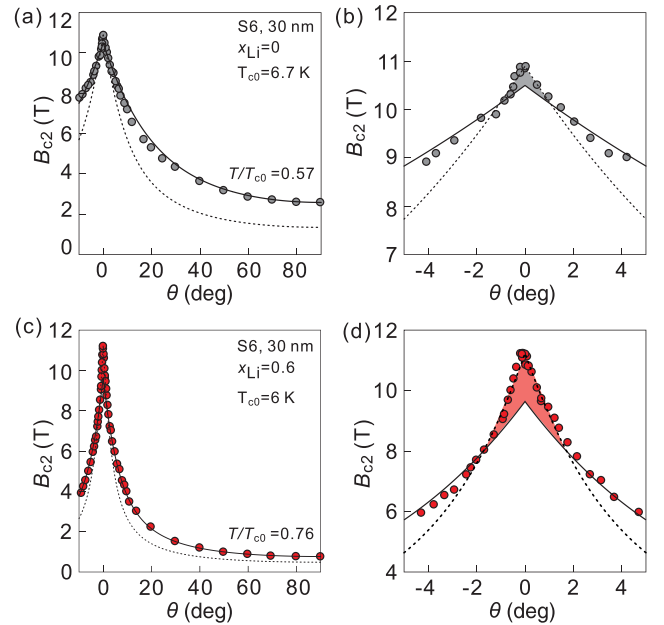 (a)
12
10
8
6
4
2
0
B_c2 (T)
S6, 30 nm
x_Li=0
T_c0=6.7 K
T/T_c0 =0.57
0 20 40 60 80
θ (deg)
(b)
12
11
10
9
8
7
B_c2 (T)
-4 -2 0 2 4
θ (deg)
(c)
12
10
8
6
4
2
0
B_c2 (T)
S6, 30 nm
x_Li=0.6
T_c0=6 K
T/T_c0 =0.76
0 20 40 60 80
θ (deg)
(d)
12
10
8
6
4
B_c2 (T)
-4 -2 0 2 4
θ (deg)